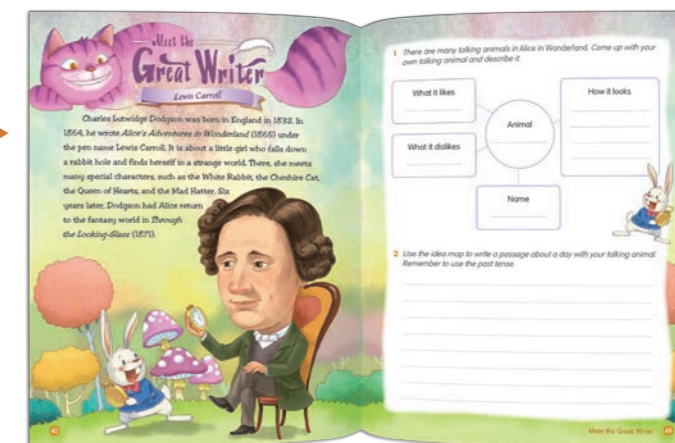 Meet the
Great Writer
Lewis Carroll
Charles Lutwidge Dodgson was born in England in 1832. In
1864, he wrote Alice's Adventures in Wonderland (1865) under
the pen name Lewis Carroll. It is about a little girl who falls down
a rabbit hole and finds herself in a strange world. There, she meets
many special characters, such as the White Rabbit, the Cheshire Cat,
the Queen of Hearts, and the Mad Hatter. Six
years later, Dodgson had Alice return
to the fantasy world in Through
the Looking-Glass (1871).
42
1 There are many talking animals in Alice in Wonderland. Come up with your
own talking animal and describe it.
What it likes
How it looks
Animal
What it dislikes
Name
2 Use the idea map to write a passage about a day with your talking animal.
Remember to use the past tense.
Meet the Great Writer 43